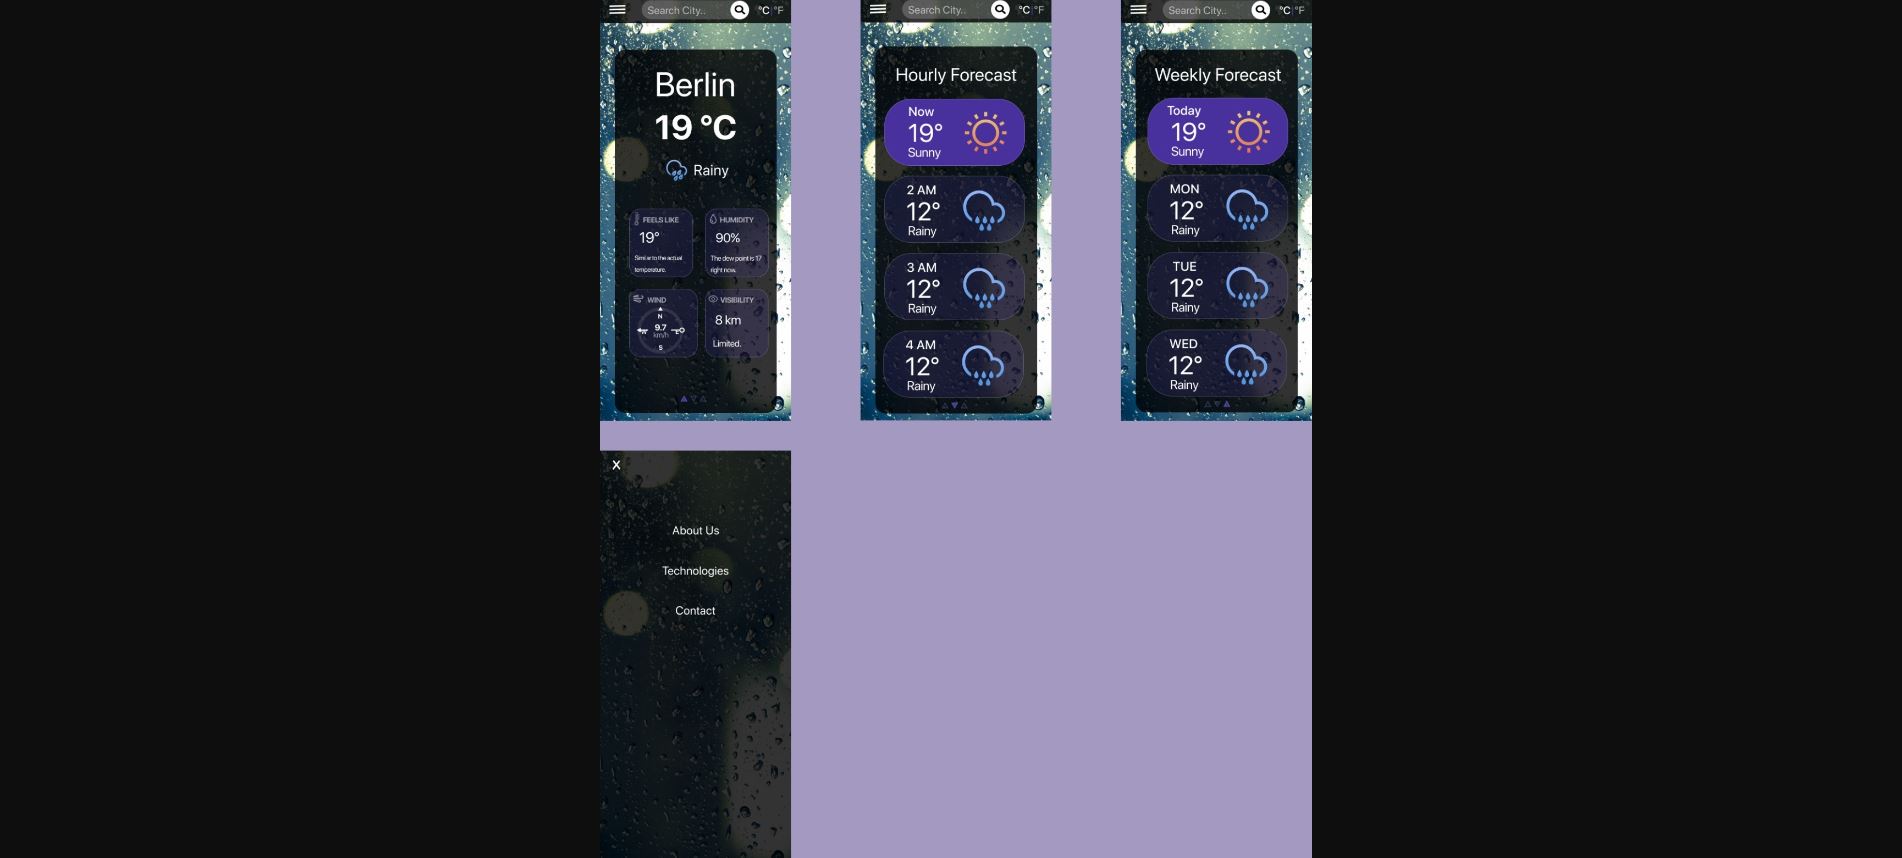 Search City..
°C|°F
Berlin
19 °C
Rainy
FEELS LIKE
19°
Similar to the actual
temperature.
HUMIDITY
90%
The dew point is 17
right now.
WIND
N
9.7
km/h
S
VISIBILITY
8 km
Limited.
Search City..
°C|°F
Hourly Forecast
Now
19°
Sunny
2 AM
12°
Rainy
3 AM
12°
Rainy
4 AM
12°
Rainy
Search City..
°C|°F
Weekly Forecast
Today
19°
Sunny
MON
12°
Rainy
TUE
12°
Rainy
WED
12°
Rainy
X
About Us
Technologies
Contact